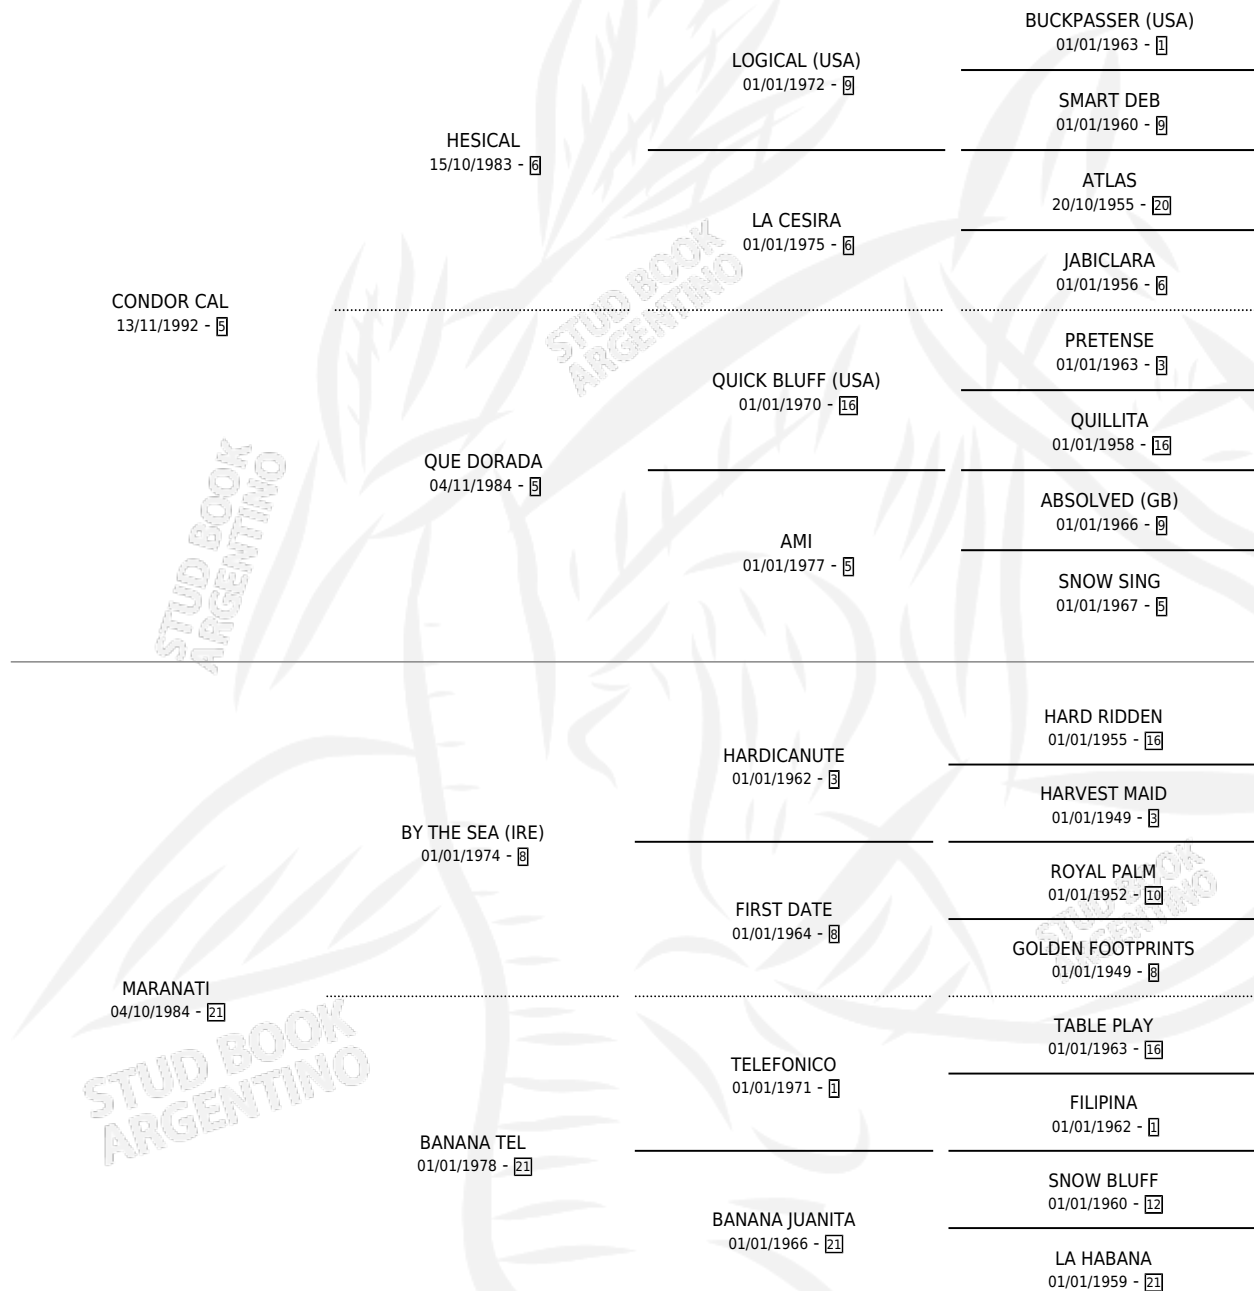 BUCKPASSER (USA)
01/01/1963 - 1
LOGICAL (USA)
01/01/1972 - 9
SMART DEB
01/01/1960 - 9
HESICAL
15/10/1983 - 6
ATLAS
20/10/1955 - 20
LA CESIRA
01/01/1975 - 6
JABICLARA
01/01/1956 - 6
CONDOR CAL
13/11/1992 - 5
PRETENSE
01/01/1963 - 3
QUICK BLUFF (USA)
01/01/1970 - 16
QUILLITA
01/01/1958 - 16
QUE DORADA
04/11/1984 - 5
ABSOLVED (GB)
01/01/1966 - 9
AMI
01/01/1977 - 5
SNOW SING
01/01/1967 - 5
HARD RIDDEN
01/01/1955 - 16
HARDICANUTE
01/01/1962 - 3
HARVEST MAID
01/01/1949 - 3
BY THE SEA (IRE)
01/01/1974 - 8
ROYAL PALM
01/01/1952 - 10
FIRST DATE
01/01/1964 - 8
GOLDEN FOOTPRINTS
01/01/1949 - 8
MARANATI
04/10/1984 - 21
TABLE PLAY
01/01/1963 - 16
TELEFONICO
01/01/1971 - 1
FILIPINA
01/01/1962 - 1
BANANA TEL
01/01/1978 - 21
SNOW BLUFF
01/01/1960 - 12
BANANA JUANITA
01/01/1966 - 21
LA HABANA
01/01/1959 - 21
STUD BOOK
ARGENTINO
STUD BOOK
ARGENTINO
STUD BOOK
ARGENTINO
STUD BOOK
ARGENTINO